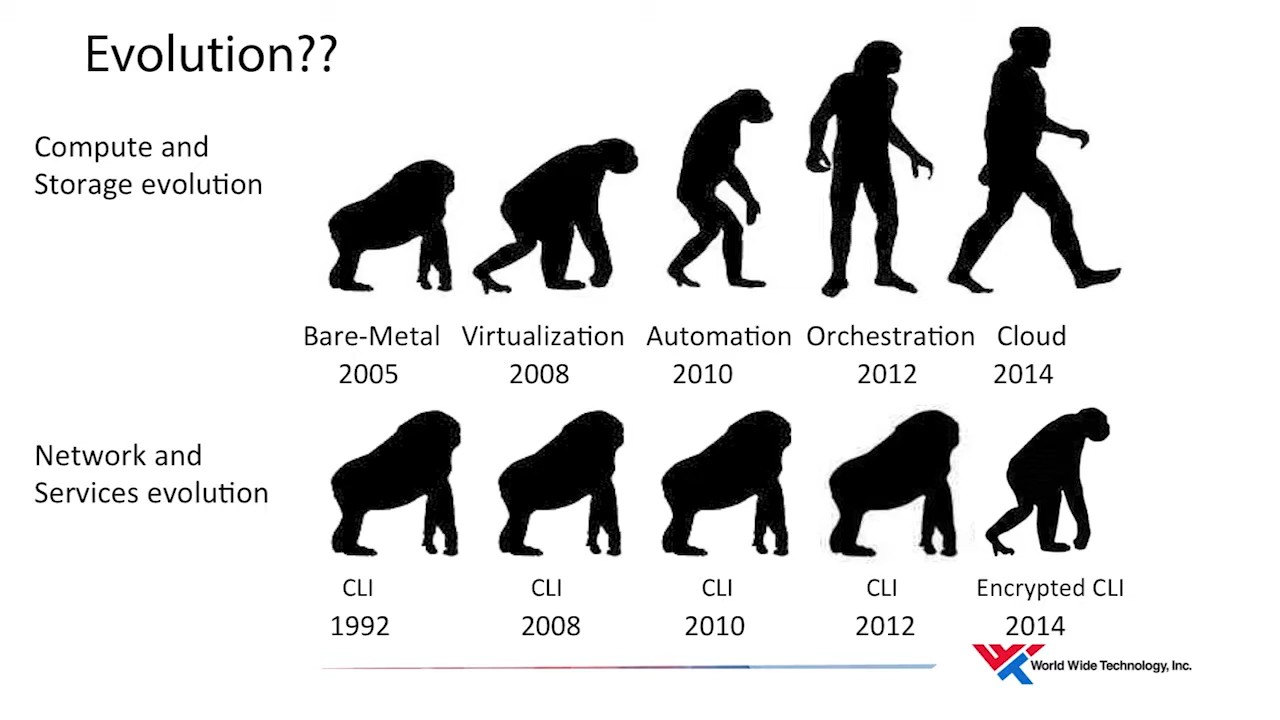 Evolution??
Compute and
Storage evolution
Bare-Metal Virtualization Automation Orchestration Cloud
2005 2008 2010 2012 2014
Network and
Services evolution
CLI CLI CLI CLI Encrypted CLI
1992 2008 2010 2012 2014
World Wide Technology, Inc.